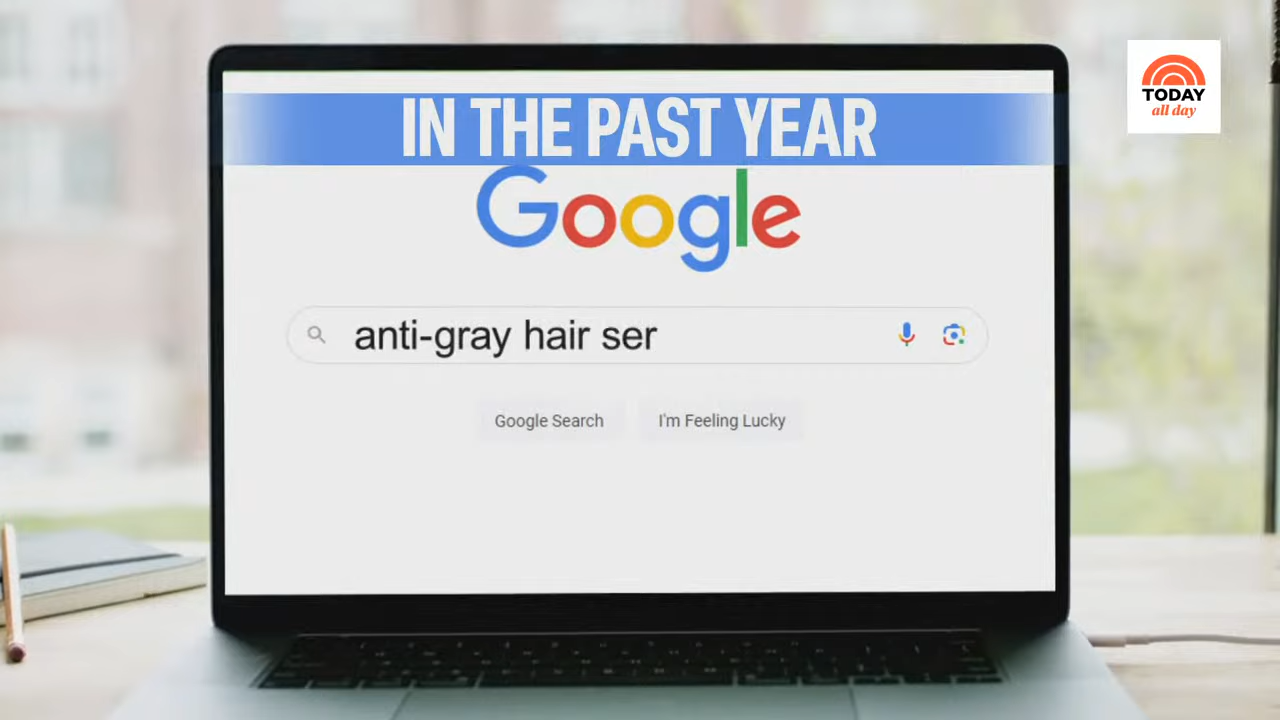 IN THE PAST YEAR
TODAY
all day
Google
anti-gray hair ser
Google Search
I'm Feeling Lucky